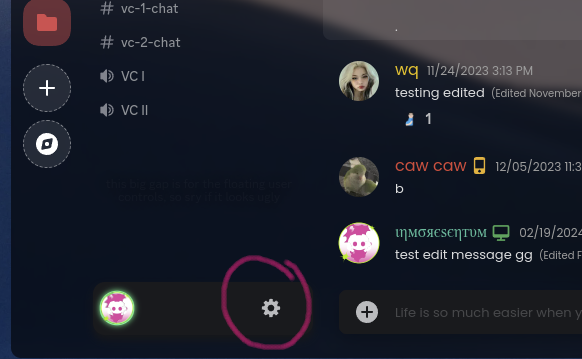 # vc-1-chat
# vc-2-chat
VC I
VC II
.
wq 11/24/2023 3:13 PM
testing edited (Edited November
1
caw caw 12/05/2023 11:3
b
ιηмσяєѕєηтυм 02/19/2024
test edit message gg (Edited F
Life is so much easier when y